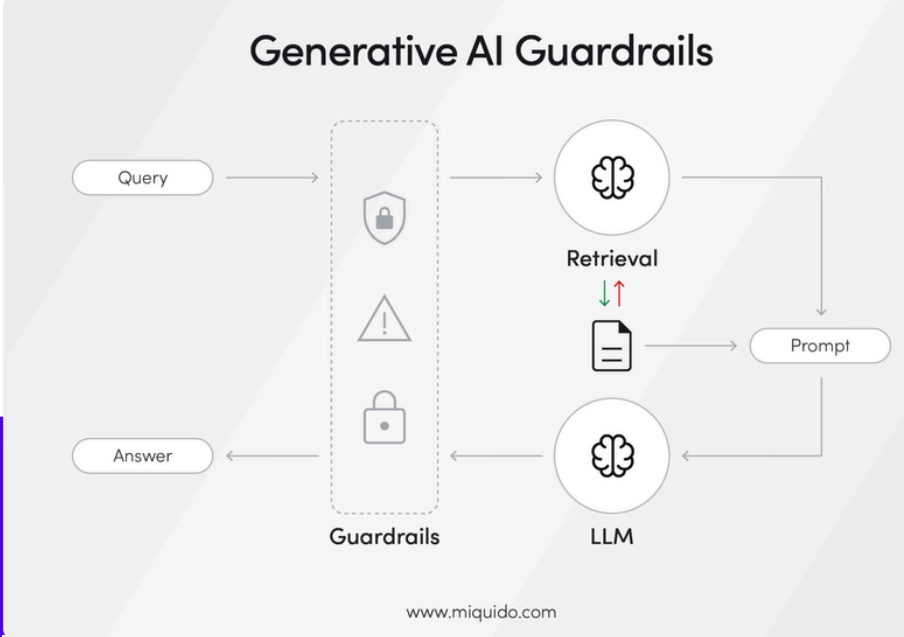 Generative AI Guardrails
Query
Retrieval
Prompt
Answer
Guardrails
LLM
www.miquido.com